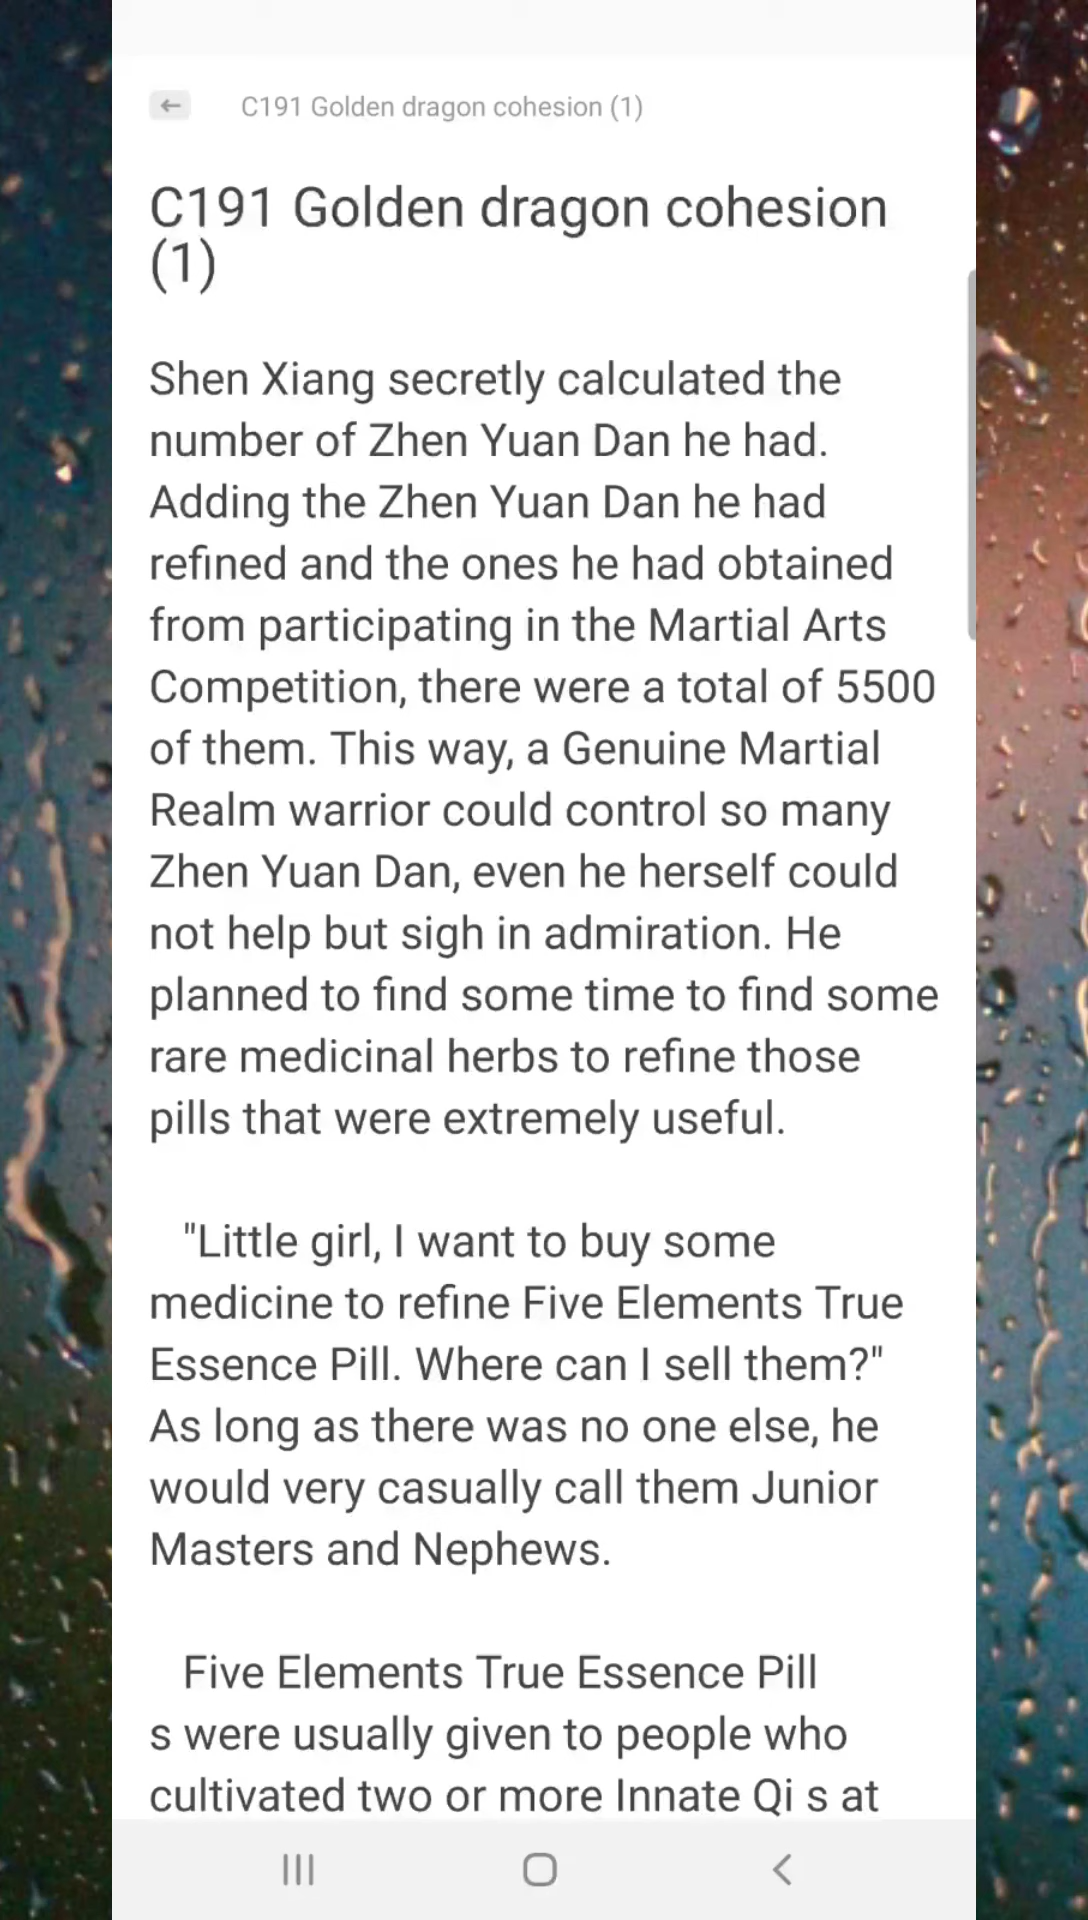 C191 Golden dragon cohesion (1)
C191 Golden dragon cohesion
(1)
Shen Xiang secretly calculated the
number of Zhen Yuan Dan he had.
Adding the Zhen Yuan Dan he had
refined and the ones he had obtained
from participating in the Martial Arts
Competition, there were a total of 5500
of them. This way, a Genuine Martial
Realm warrior could control so many
Zhen Yuan Dan, even he herself could
not help but sigh in admiration. He
planned to find some time to find some
rare medicinal herbs to refine those
pills that were extremely useful.
"Little girl, I want to buy some
medicine to refine Five Elements True
Essence Pill. Where can I sell them?"
As long as there was no one else, he
would very casually call them Junior
Masters and Nephews.
Five Elements True Essence Pill
s were usually given to people who
cultivated two or more Innate Qi s at